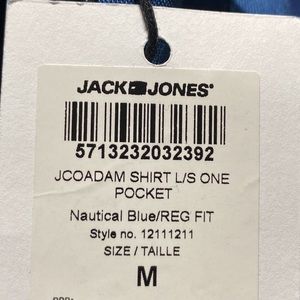 JACK JONES®
5713232032392
JCOADAM SHIRT L/S ONE
POCKET
Nautical Blue/REG FIT
Style no. 12111211
SIZE / TAILLE
M